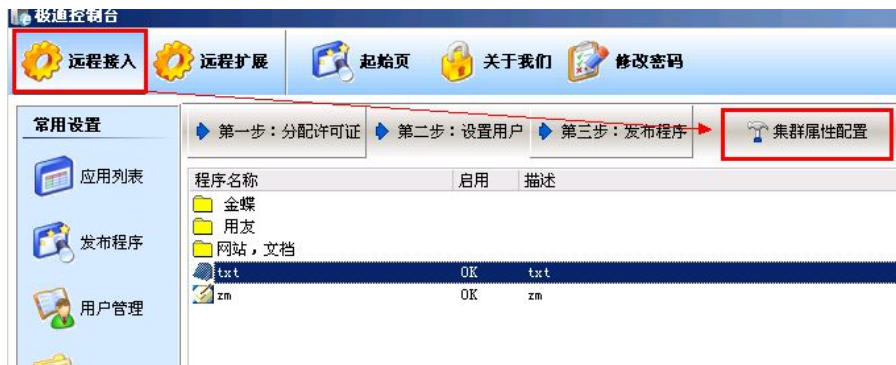 极通控制台
远程接入 远程扩展 起始页 关于我们 修改密码
常用设置
第一步：分配许可证 第二步：设置用户 第三步：发布程序 集群属性配置
应用列表
发布程序
用户管理
程序名称 启用 描述
金蝶
用友
网站，文档
txt OK txt
zm OK zm